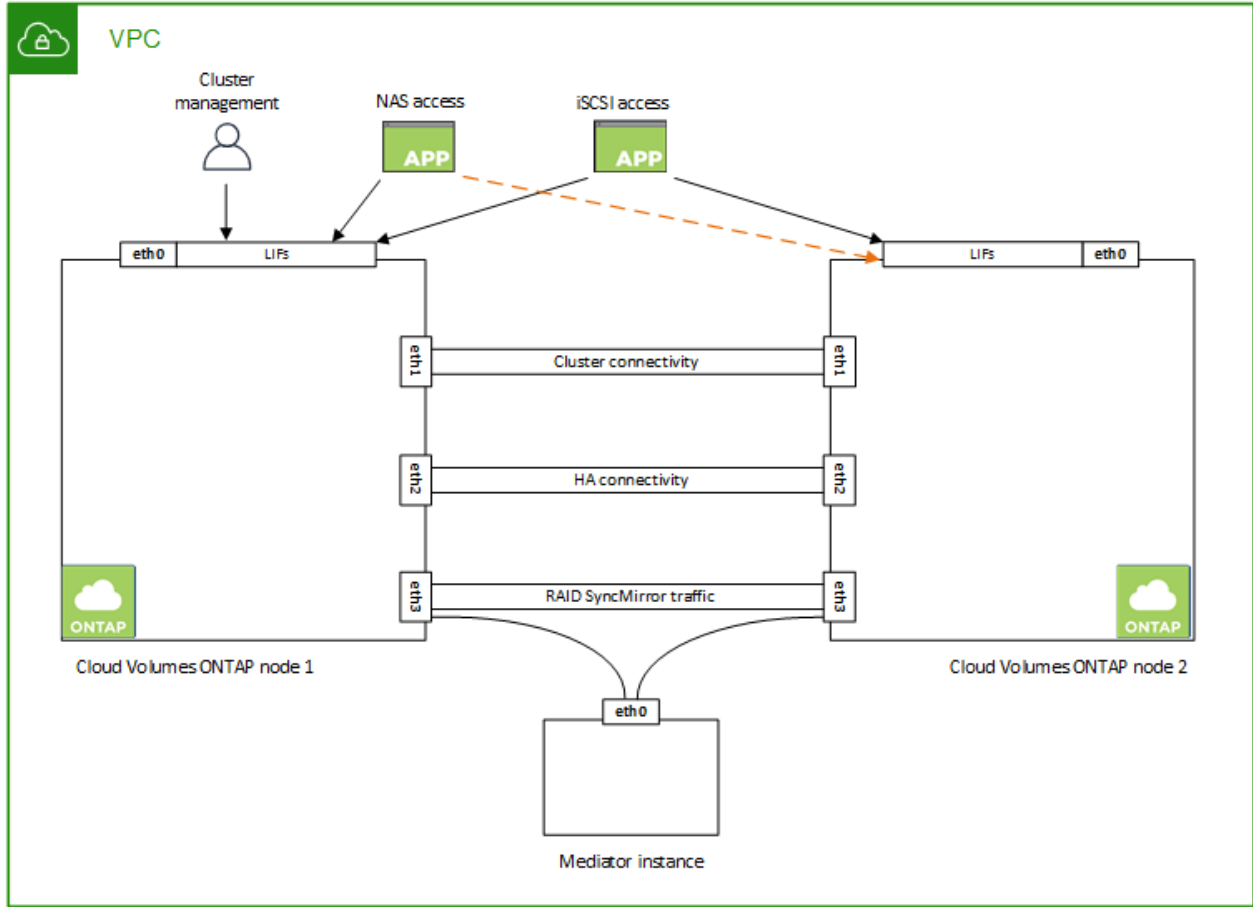 VPC
Cluster
management
NAS access
iSCSI access
APP
APP
eth0
LIFs
LIFs
eth0
eth1
Cluster connectivity
eth1
eth2
HA connectivity
eth2
eth3
RAID SyncMirror traffic
eth3
ONTAP
ONTAP
Cloud Volumes ONTAP node 1
Cloud Volumes ONTAP node 2
eth0
Mediator instance